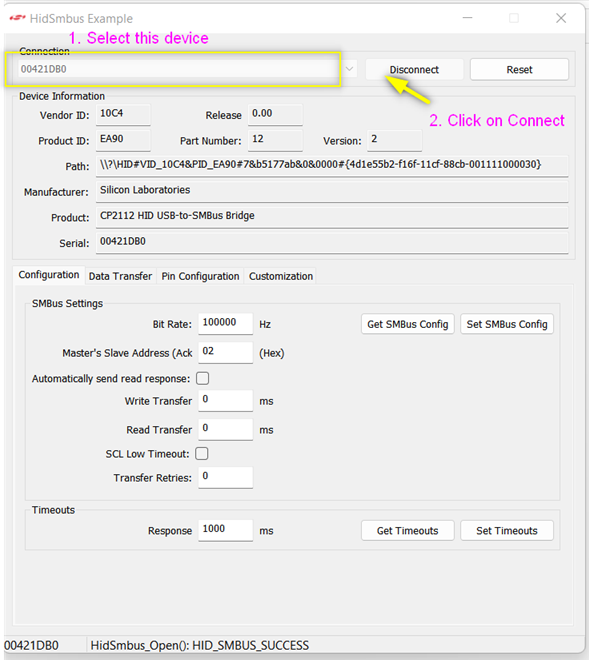 HidSmbus Example
1. Select this device
Connection
00421DB0
Disconnect
Reset
2. Click on Connect
Device Information
Vendor ID: 10C4 Release 0.00
Product ID: EA90 Part Number: 12 Version: 2
Path: \\?\HID#VID_10C4&PID_EA90#7&b5177ab&0&0000#{4d1e55b2-f16f-11cf-88cb-001111000030}
Manufacturer: Silicon Laboratories
Product: CP2112 HID USB-to-SMBus Bridge
Serial: 00421DB0
Configuration Data Transfer Pin Configuration Customization
SMBus Settings
Bit Rate: 100000 Hz Get SMBus Config Set SMBus Config
Master's Slave Address (Ack 02 (Hex)
Automatically send read response:
Write Transfer 0 ms
Read Transfer 0 ms
SCL Low Timeout:
Transfer Retries: 0
Timeouts
Response 1000 ms Get Timeouts Set Timeouts
00421DB0 HidSmbus_Open(): HID_SMBUS_SUCCESS